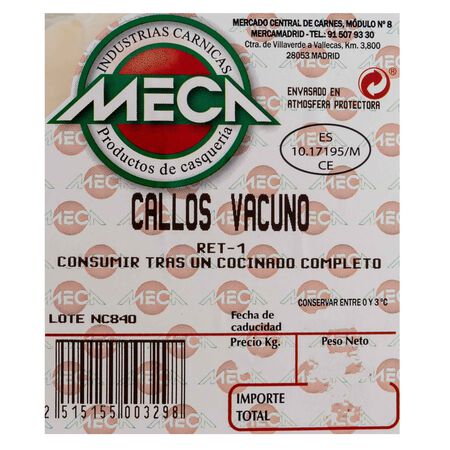 MERCADO CENTRAL DE CARNES, MÓDULO Nº 8
MERCAMADRID - TEL: 91 507 93 30
Ctra. de Villaverde a Vallecas, Km. 3,800
28053 MADRID
INDUSTRIAS CARNICAS
MECA
Productos de casquería
ENVASADO EN
ATMOSFERA PROTECTORA
®
ES
10.17195/M
CE
CALLOS VACUNO
RET-1
CONSUMIR TRAS UN COCINADO COMPLETO
CONSERVAR ENTRE 0 Y 3 ºC
LOTE NC840
Fecha de
caducidad
Precio Kg.
Peso Neto
IMPORTE
TOTAL
2 515155 003298